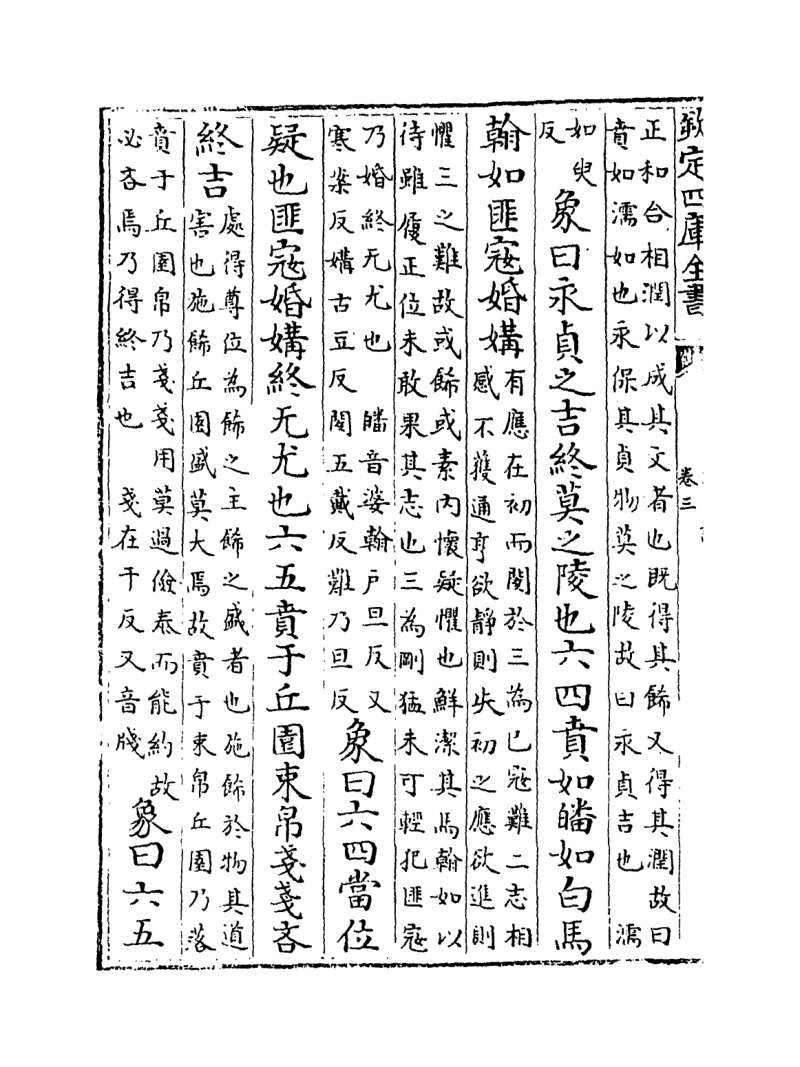 欽定四庫全書 卷三
正和合相潤以成其文者也既得其飾又得其潤故曰
賁如濡如也永保其貞物莫之陵故曰永貞吉也 濡
如臾
反
象曰永貞之吉終莫之陵也六四賁如皤如白馬
翰如匪寇婚媾
有應在初而閡於三為已寇難二志相
感不獲通亨欲靜則失初之應欲進則
懼三之難故或飾或素內懷疑懼也鮮潔其馬翰如以
待雖履正位未敢果其志也三為剛猛未可輕犯匪寇
乃婚終无尤也 皤音婆翰戶旦反又
寒案反媾古豆反閡五戴反難乃旦反
象曰六四當位
疑也匪寇婚媾終无尤也六五賁于丘園束帛戔戔吝
終吉
處得尊位為飾之主飾之盛者也施飾於物其道
害也施飾丘園盛莫大焉故賁于束帛丘園乃落
賁于丘園帛乃戔戔用莫過儉泰而能約故
必吝焉乃得終吉也 戔在千反又音牋
象曰六五